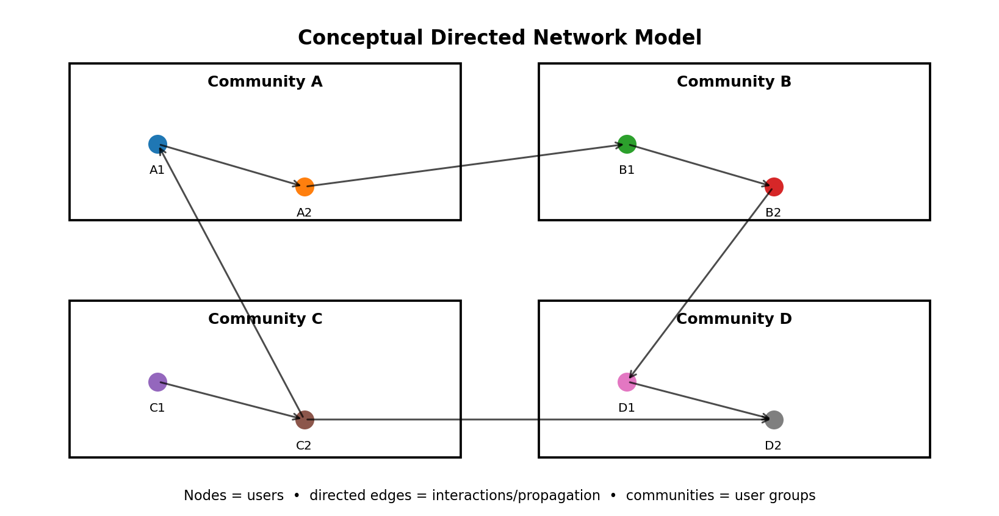 Conceptual Directed Network Model
Community A
Community B
A1
A2
B1
B2
Community C
Community D
C1
C2
D1
D2
Nodes = users • directed edges = interactions/propagation • communities = user groups